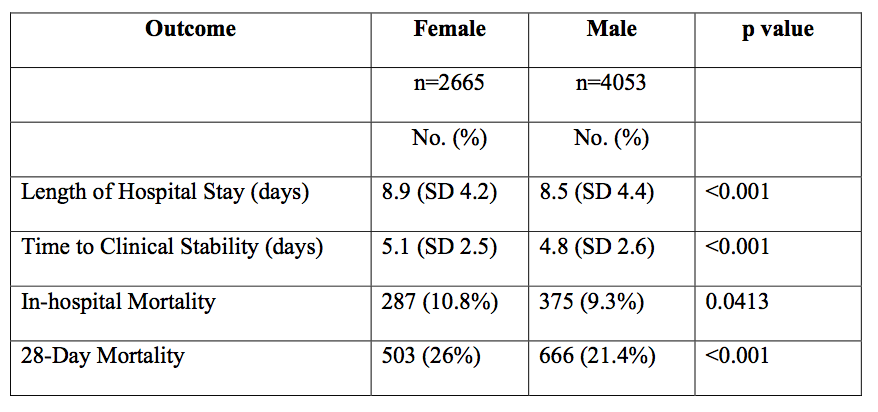 Outcome Female Male p value
n=2665 n=4053
No. (%) No. (%)
Length of Hospital Stay (days) 8.9 (SD 4.2) 8.5 (SD 4.4) <0.001
Time to Clinical Stability (days) 5.1 (SD 2.5) 4.8 (SD 2.6) <0.001
In-hospital Mortality 287 (10.8%) 375 (9.3%) 0.0413
28-Day Mortality 503 (26%) 666 (21.4%) <0.001